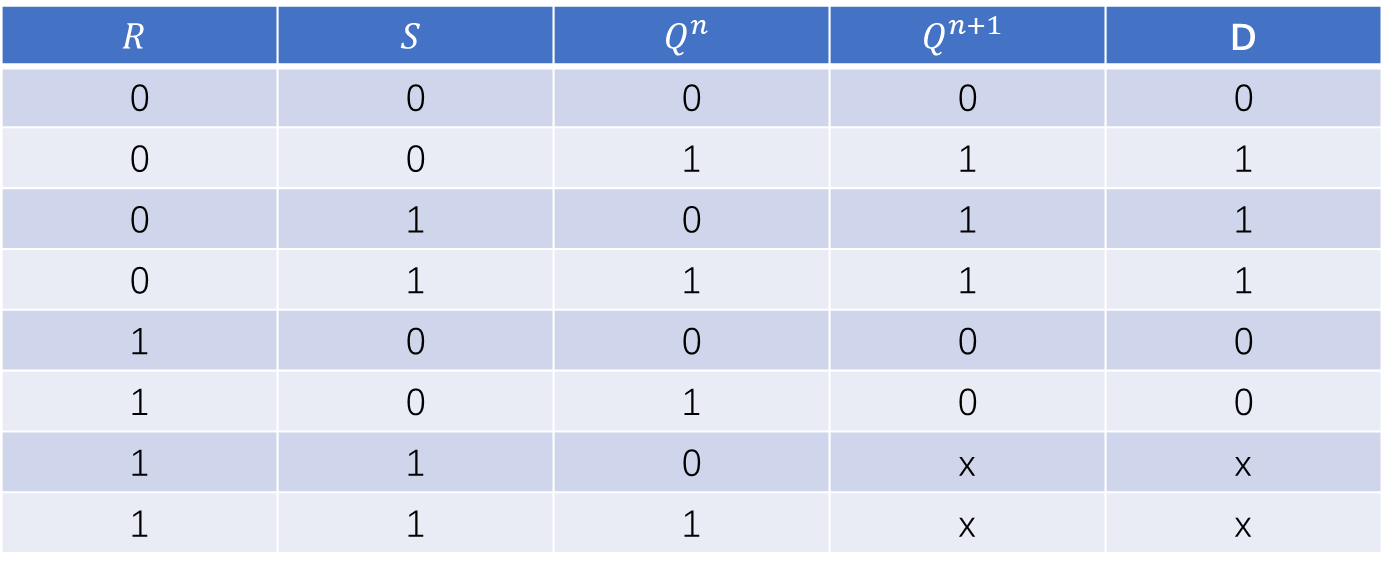 R S Qⁿ Qⁿ⁺¹ D
0 0 0 0 0
0 0 1 1 1
0 1 0 1 1
0 1 1 1 1
1 0 0 0 0
1 0 1 0 0
1 1 0 x x
1 1 1 x x